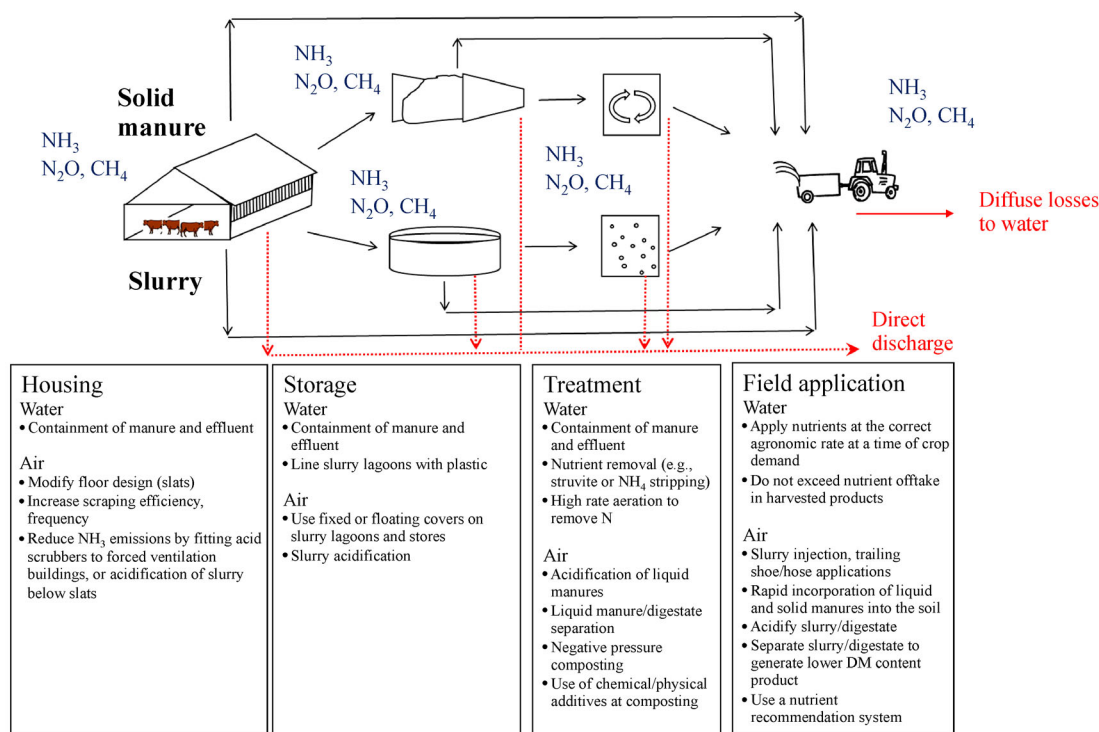 NH₃
N₂O, CH₄
Solid
manure
NH₃
N₂O, CH₄
NH₃
N₂O, CH₄
NH₃
N₂O, CH₄
NH₃
N₂O, CH₄
Slurry
Diffuse losses
to water
Direct
discharge
Housing
Water
• Containment of manure and effluent
Air
• Modify floor design (slats)
• Increase scraping efficiency,
frequency
• Reduce NH₃ emissions by fitting acid
scrubbers to forced ventilation
buildings, or acidification of slurry
below slats
Storage
Water
• Containment of manure and
effluent
• Line slurry lagoons with plastic
Air
• Use fixed or floating covers on
slurry lagoons and stores
• Slurry acidification
Treatment
Water
• Containment of manure
and effluent
• Nutrient removal (e.g.,
struvite or NH₄ stripping)
• High rate aeration to
remove N
Air
• Acidification of liquid
manures
• Liquid manure/digestate
separation
• Negative pressure
composting
• Use of chemical/physical
additives at composting
Field application
Water
• Apply nutrients at the correct
agronomic rate at a time of crop
demand
• Do not exceed nutrient offtake
in harvested products
Air
• Slurry injection, trailing
shoe/hose applications
• Rapid incorporation of liquid
and solid manures into the soil
• Acidify slurry/digestate
• Separate slurry/digestate to
generate lower DM content
product
• Use a nutrient
recommendation system